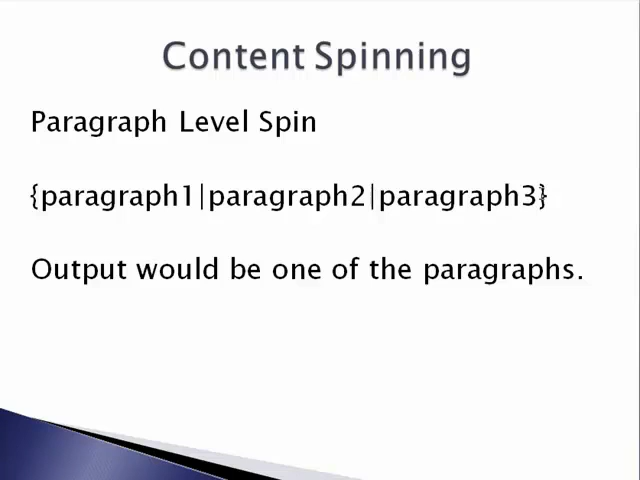 Content Spinning
Paragraph Level Spin
{paragraph1|paragraph2|paragraph3}
Output would be one of the paragraphs.